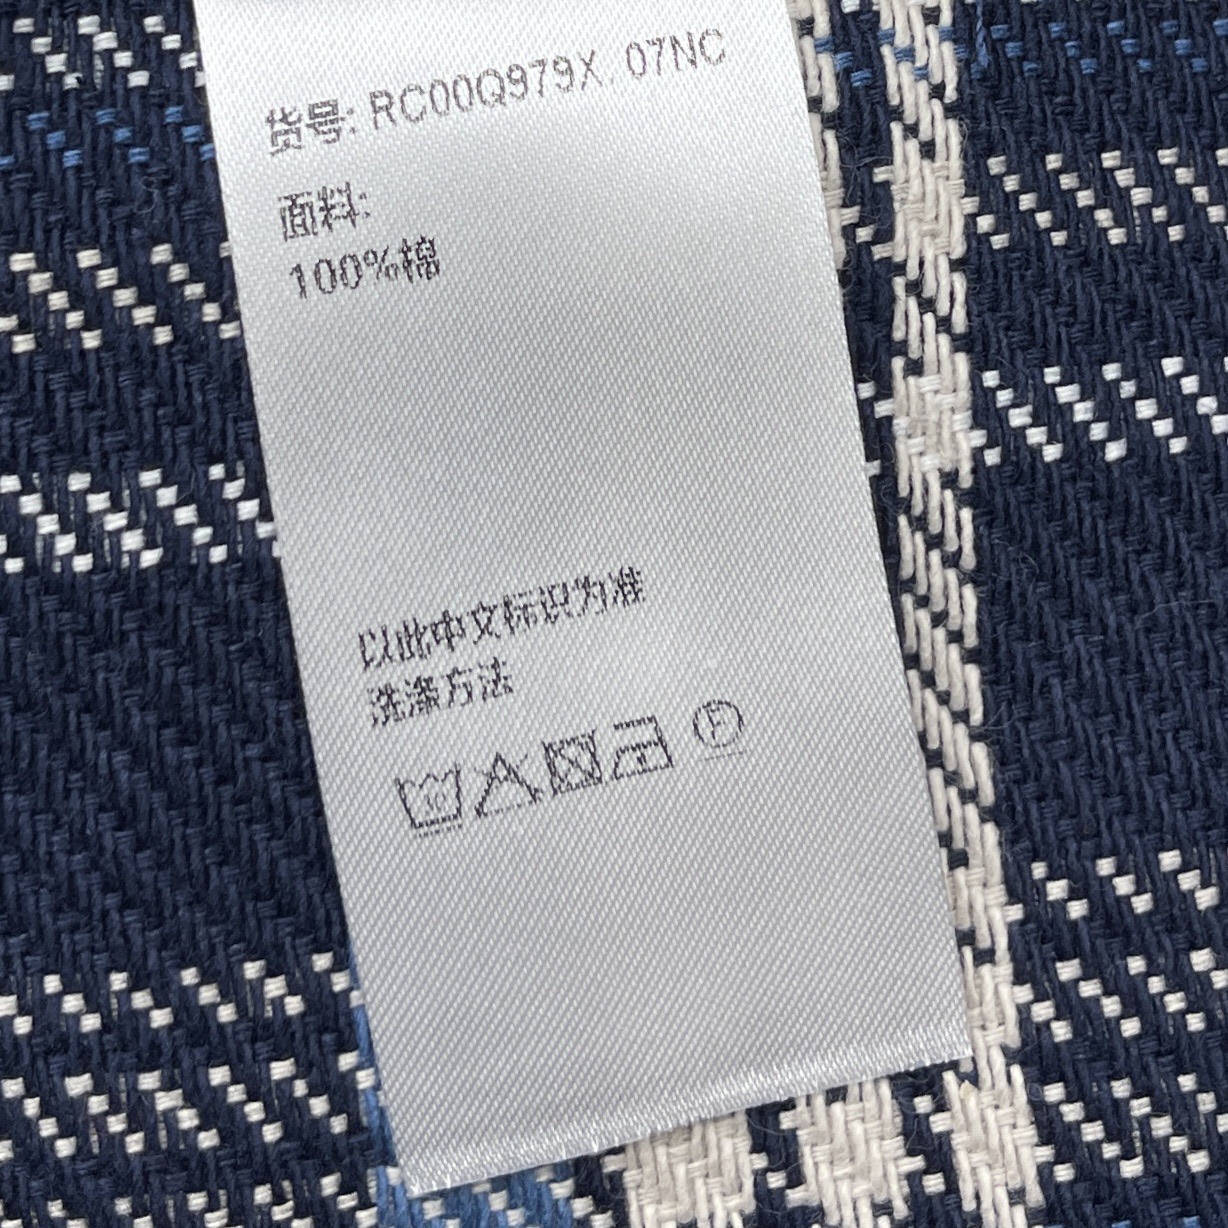 货号: RC00Q979X. 07NC
面料:
100%棉
以此中文标识为准
洗涤方法
30 F